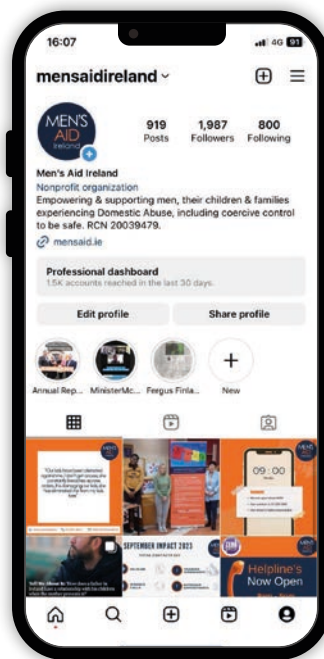 16:07
4G 91
mensaidireland
MEN'S
AID
Ireland
919
1,987
800
Posts
Followers
Following
Men's Aid Ireland
Nonprofit organization
Empowering & supporting men, their children & families
experiencing Domestic Abuse, including coercive control
to be safe. RCN 20039479.
mensaid.ie
Professional dashboard
1.5K accounts reached in the last 30 days.
Edit profile
Share profile
Annual Rep...
MinisterMc...
Fergus Finla...
New
09:00
SEPTEMBER IMPACT 2023
Helpline's
Now Open